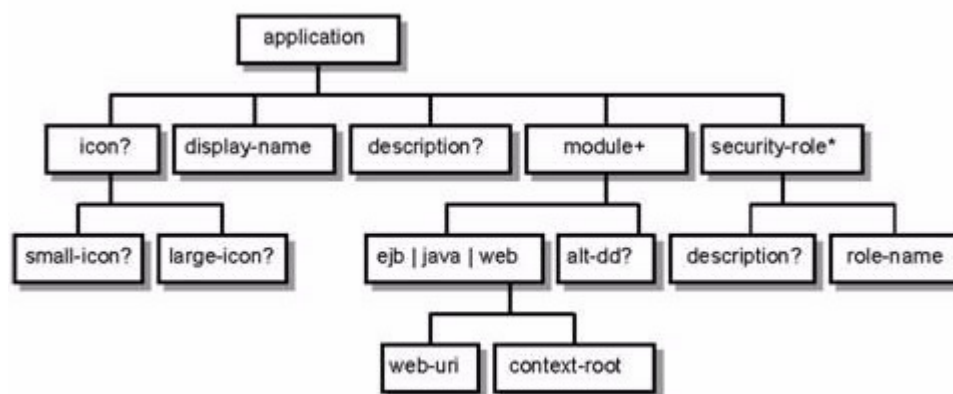 application
icon?
display-name
description?
module+
security-role*
small-icon?
large-icon?
ejb | java | web
alt-dd?
description?
role-name
web-uri
context-root